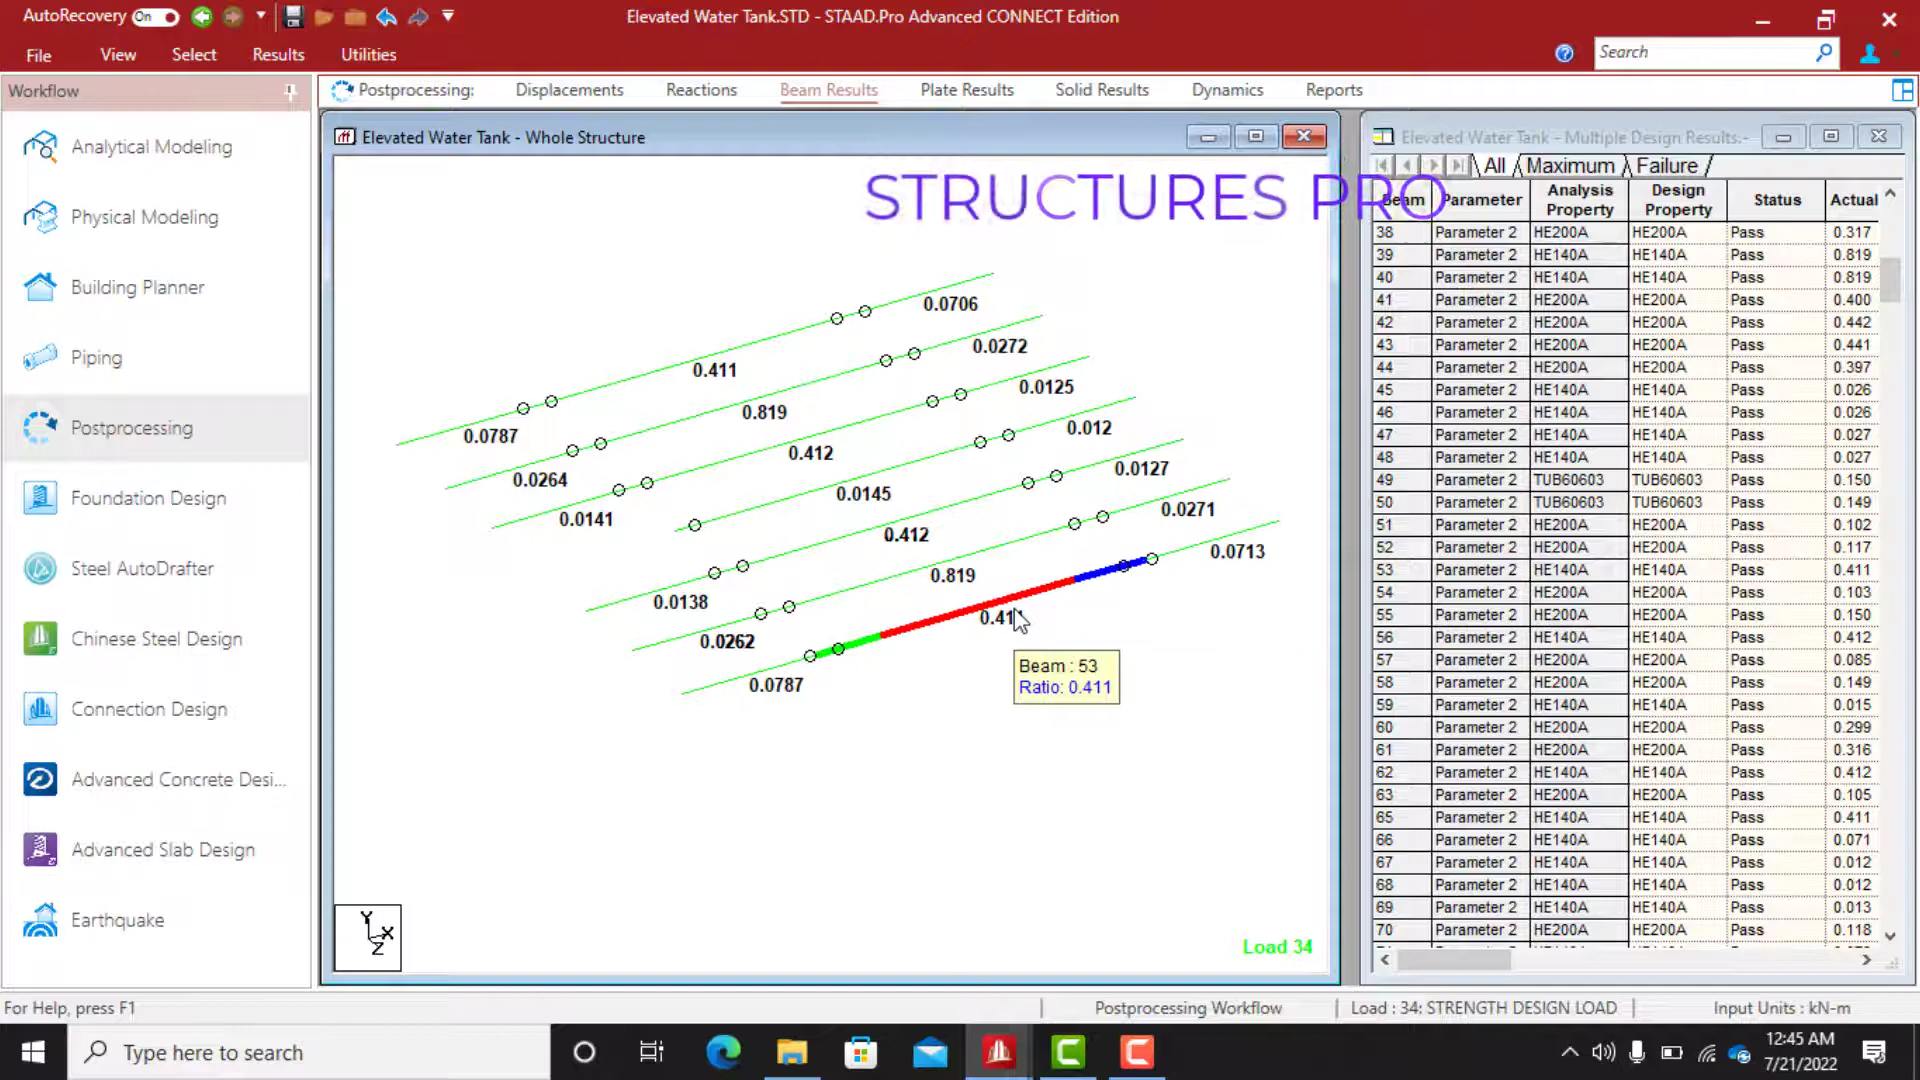 AutoRecovery On
Elevated Water Tank.STD - STAAD.Pro Advanced CONNECT Edition
File View Select Results Utilities
Search
Workflow
Analytical Modeling
Physical Modeling
Building Planner
Piping
Postprocessing
Foundation Design
Steel AutoDrafter
Chinese Steel Design
Connection Design
Advanced Concrete Desi...
Advanced Slab Design
Earthquake
Postprocessing: Displacements Reactions Beam Results Plate Results Solid Results Dynamics Reports
Elevated Water Tank - Whole Structure
STRUCTURES PRO
0.0706
0.0272
0.411
0.0125
0.819
0.012
0.0787
0.412
0.0127
0.0264
0.0145
0.0271
0.0141
0.412
0.0713
0.819
0.0138
0.411
0.0262
0.0787
Beam : 53
Ratio: 0.411
Y
X
Z
Load 34
Elevated Water Tank - Multiple Design Results:-
All Maximum Failure
Beam Parameter Analysis Property Design Property Status Actual
38 Parameter 2 HE200A HE200A Pass 0.317
39 Parameter 2 HE140A HE140A Pass 0.819
40 Parameter 2 HE140A HE140A Pass 0.819
41 Parameter 2 HE200A HE200A Pass 0.400
42 Parameter 2 HE200A HE200A Pass 0.442
43 Parameter 2 HE200A HE200A Pass 0.441
44 Parameter 2 HE200A HE200A Pass 0.397
45 Parameter 2 HE140A HE140A Pass 0.026
46 Parameter 2 HE140A HE140A Pass 0.026
47 Parameter 2 HE140A HE140A Pass 0.027
48 Parameter 2 HE140A HE140A Pass 0.027
49 Parameter 2 TUB60603 TUB60603 Pass 0.150
50 Parameter 2 TUB60603 TUB60603 Pass 0.149
51 Parameter 2 HE200A HE200A Pass 0.102
52 Parameter 2 HE200A HE200A Pass 0.117
53 Parameter 2 HE140A HE140A Pass 0.411
54 Parameter 2 HE200A HE200A Pass 0.103
55 Parameter 2 HE200A HE200A Pass 0.150
56 Parameter 2 HE140A HE140A Pass 0.412
57 Parameter 2 HE200A HE200A Pass 0.085
58 Parameter 2 HE200A HE200A Pass 0.149
59 Parameter 2 HE140A HE140A Pass 0.015
60 Parameter 2 HE200A HE200A Pass 0.299
61 Parameter 2 HE200A HE200A Pass 0.316
62 Parameter 2 HE140A HE140A Pass 0.412
63 Parameter 2 HE200A HE200A Pass 0.105
65 Parameter 2 HE140A HE140A Pass 0.411
66 Parameter 2 HE140A HE140A Pass 0.071
67 Parameter 2 HE140A HE140A Pass 0.012
68 Parameter 2 HE140A HE140A Pass 0.012
69 Parameter 2 HE140A HE140A Pass 0.013
70 Parameter 2 HE200A HE200A Pass 0.118
For Help, press F1
Postprocessing Workflow
Load : 34: STRENGTH DESIGN LOAD
Input Units : kN-m
Type here to search
12:45 AM
7/21/2022